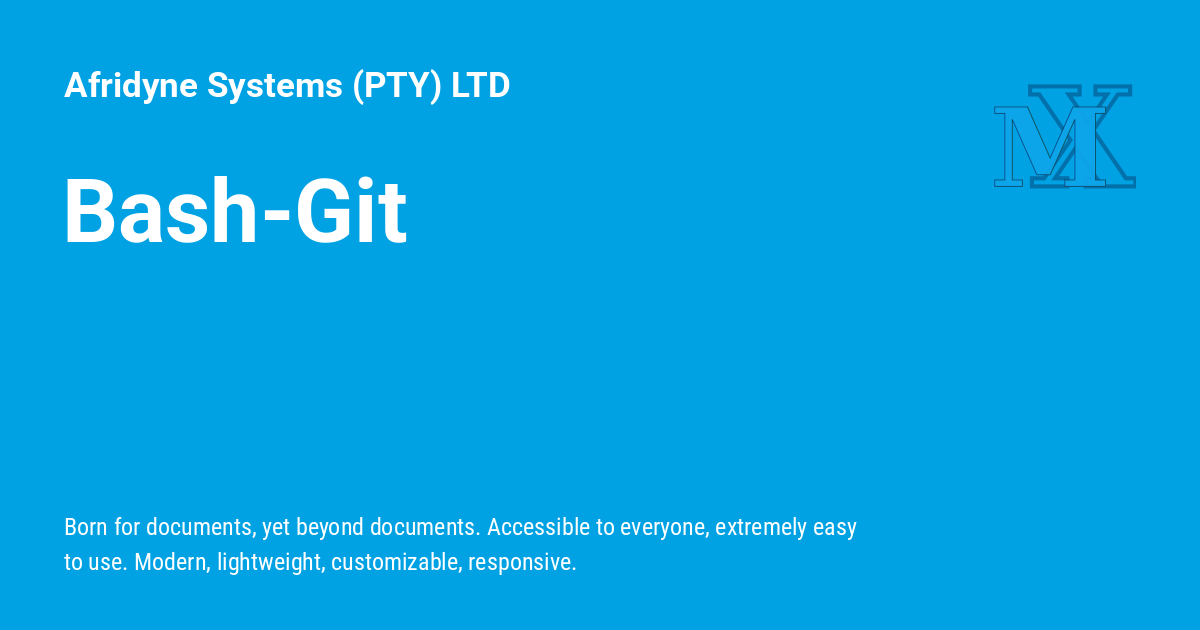 Afridyne Systems (PTY) LTD
MX
Bash-Git
Born for documents, yet beyond documents. Accessible to everyone, extremely easy
to use. Modern, lightweight, customizable, responsive.